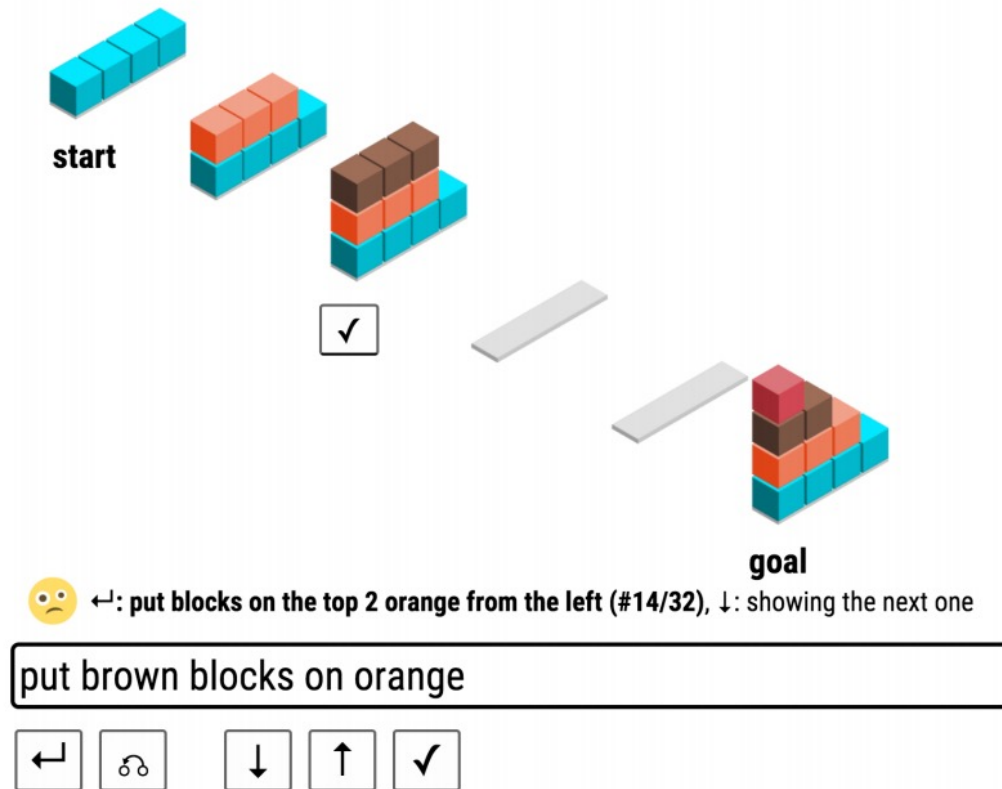 start
✓
goal
↵: put blocks on the top 2 orange from the left (#14/32), ↓: showing the next one
put brown blocks on orange